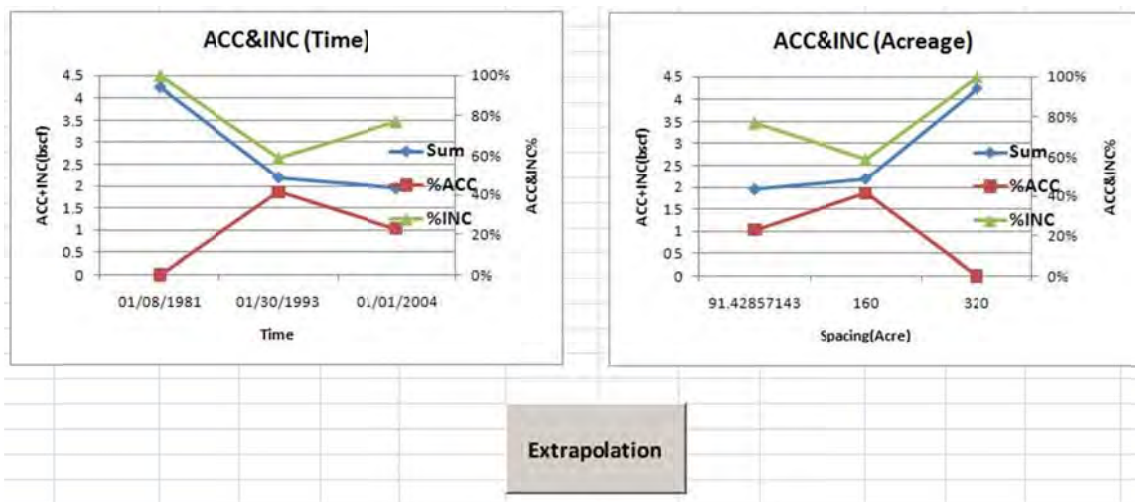 ACC&INC (Time)
ACC+INC(bscf)
4.5
4
3.5
3
2.5
2
1.5
1
0.5
0
100%
80%
60%
40%
20%
0%
ACC&INC%
Sum
%ACC
%INC
01/08/1981
01/30/1993
01/01/2004
Time
ACC&INC (Acreage)
ACC+INC(bscf)
4.5
4
3.5
3
2.5
2
1.5
1
0.5
0
100%
80%
60%
40%
20%
0%
ACC&INC%
Sum
%ACC
%INC
91.42857143
160
320
Spacing(Acre)
Extrapolation